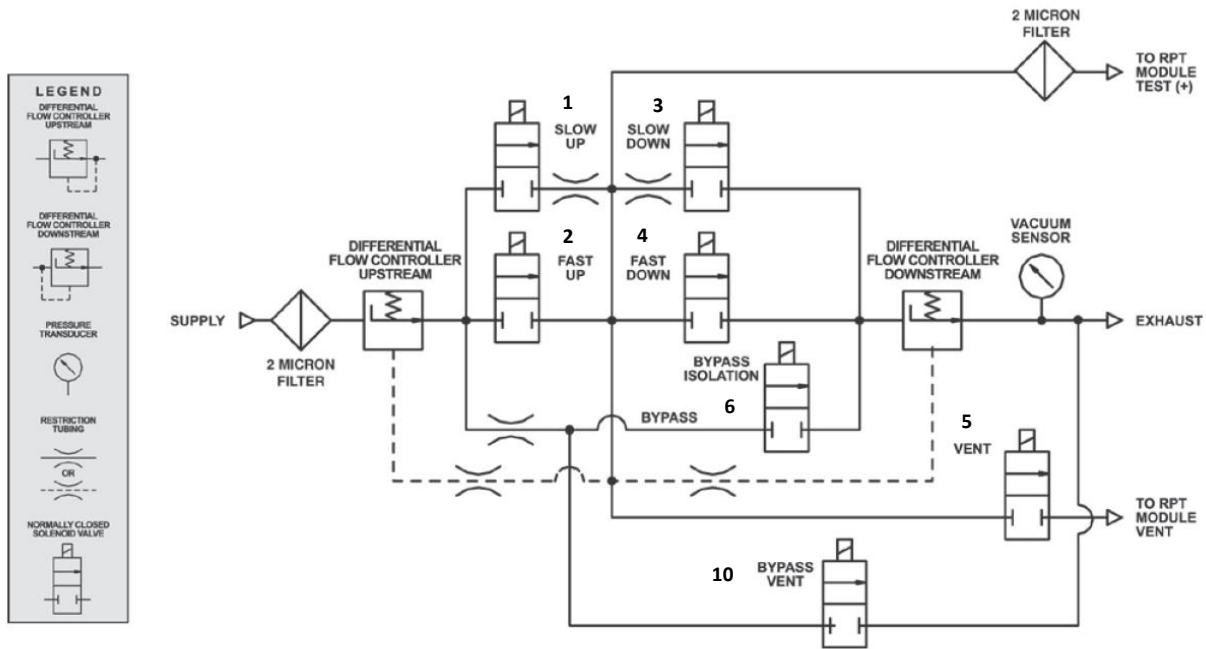 LEGEND
DIFFERENTIAL
FLOW CONTROLLER
UPSTREAM
DIFFERENTIAL
FLOW CONTROLLER
DOWNSTREAM
PRESSURE
TRANSDUCER
RESTRICTION
TUBING
OR
NORMALLY CLOSED
SOLENOID VALVE
2 MICRON
FILTER
TO RPT
MODULE
TEST (+)
1
SLOW
UP
3
SLOW
DOWN
2
FAST
UP
4
FAST
DOWN
DIFFERENTIAL
FLOW CONTROLLER
UPSTREAM
DIFFERENTIAL
FLOW CONTROLLER
DOWNSTREAM
VACUUM
SENSOR
SUPPLY
2 MICRON
FILTER
EXHAUST
BYPASS
ISOLATION
6
BYPASS
5
VENT
TO RPT
MODULE
VENT
10
BYPASS
VENT